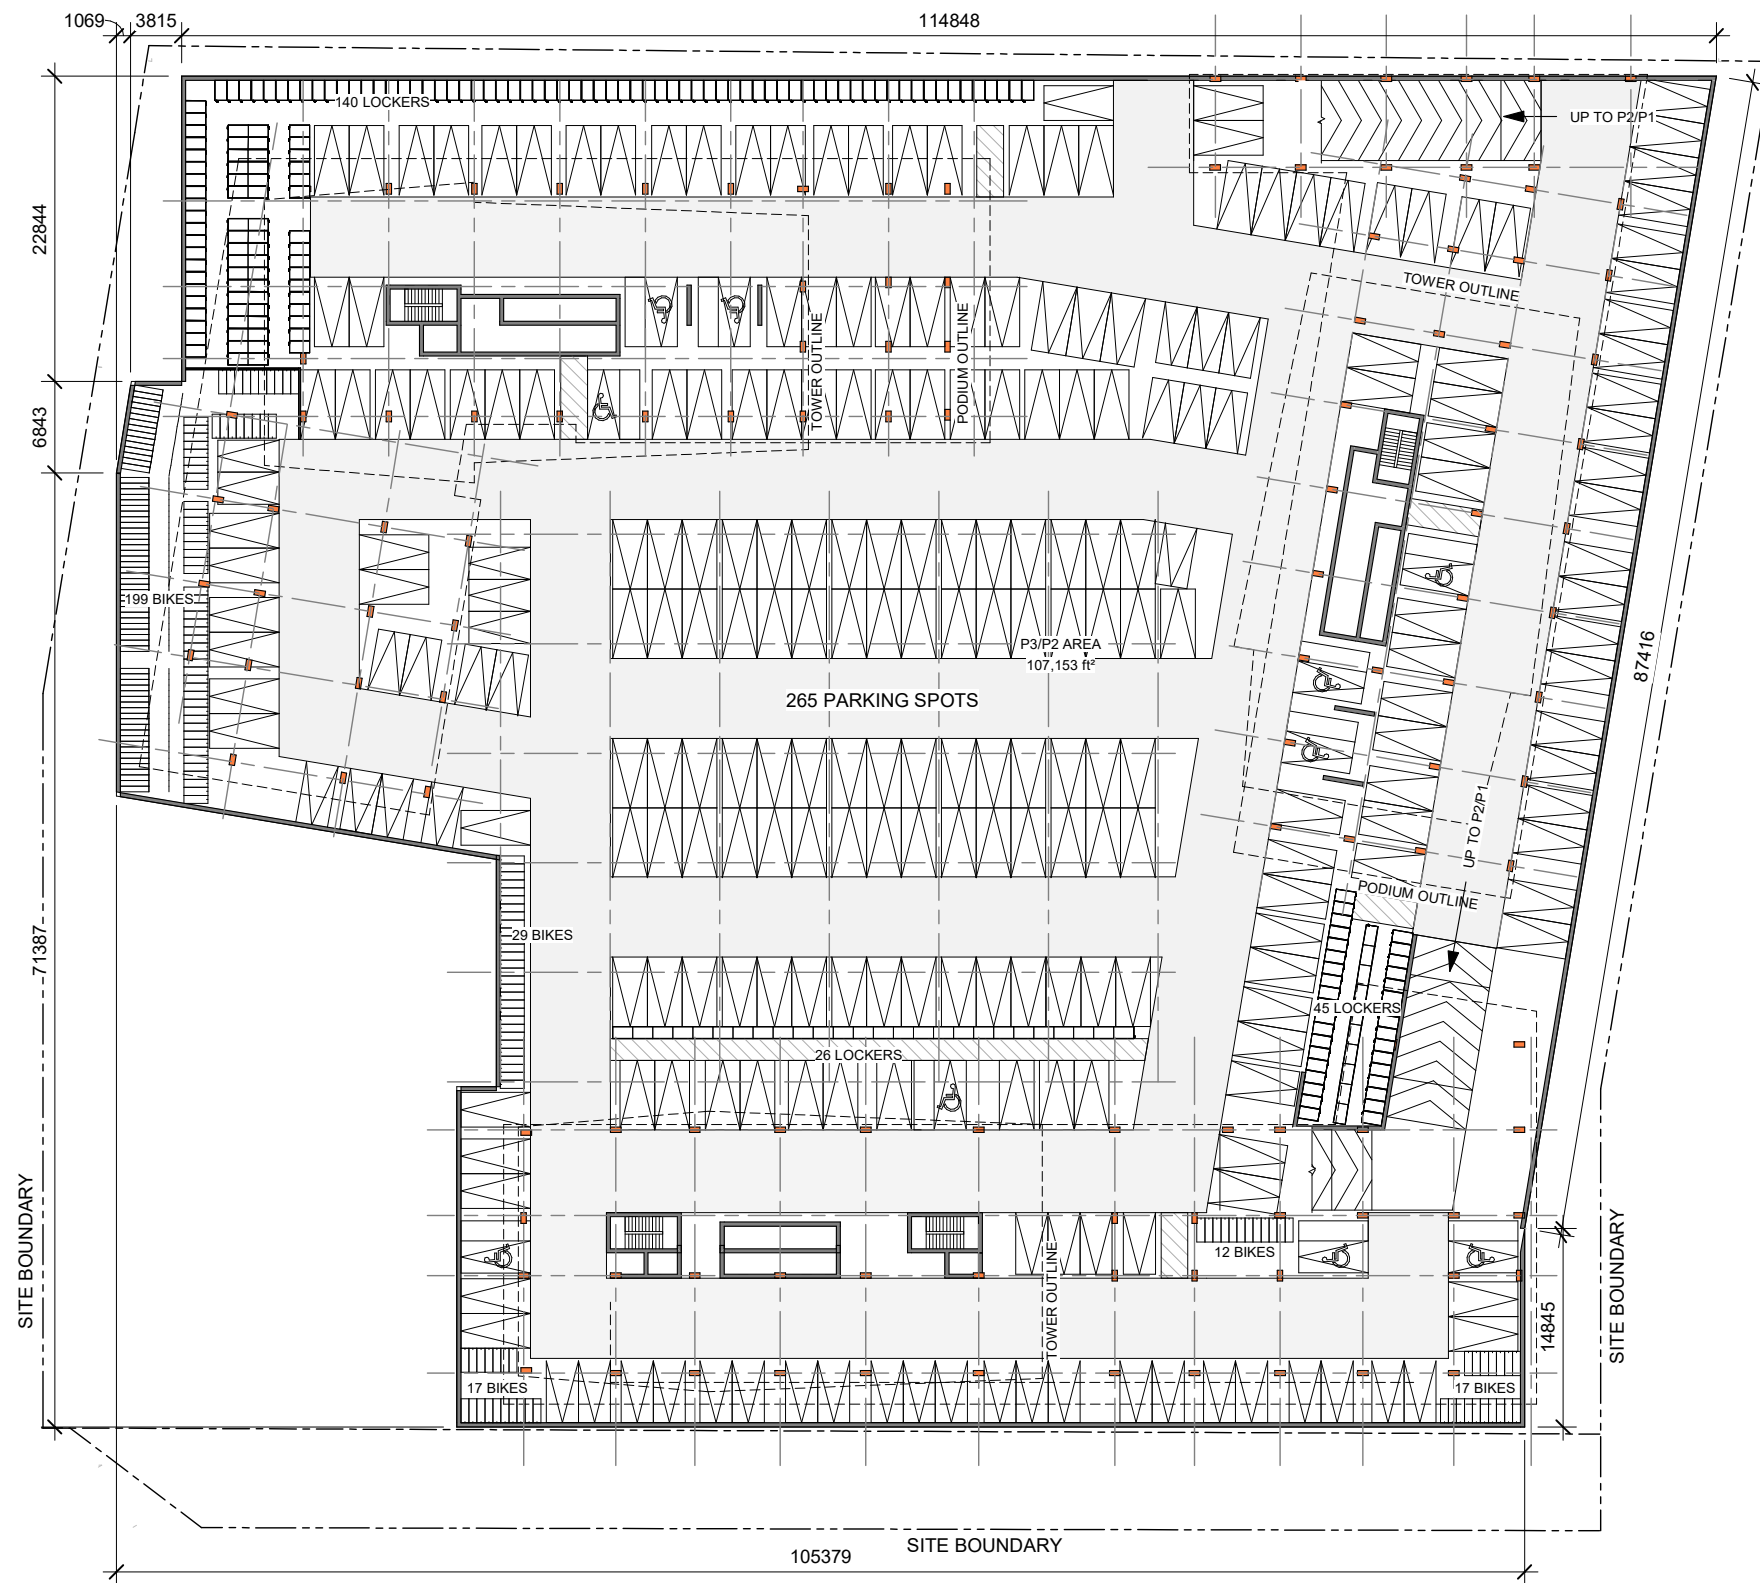 1069
3815
114848
140 LOCKERS
UP TO P2/P1
22844
TOWER OUTLINE
TOWER OUTLINE
PODIUM OUTLINE
6843
199 BIKES
P3/P2 AREA
107,153 ft²
87416
265 PARKING SPOTS
UP TO P2/P1
PODIUM OUTLINE
29 BIKES
71387
45 LOCKERS
26 LOCKERS
SITE BOUNDARY
12 BIKES
TOWER OUTLINE
SITE BOUNDARY
14845
17 BIKES
17 BIKES
SITE BOUNDARY
105379